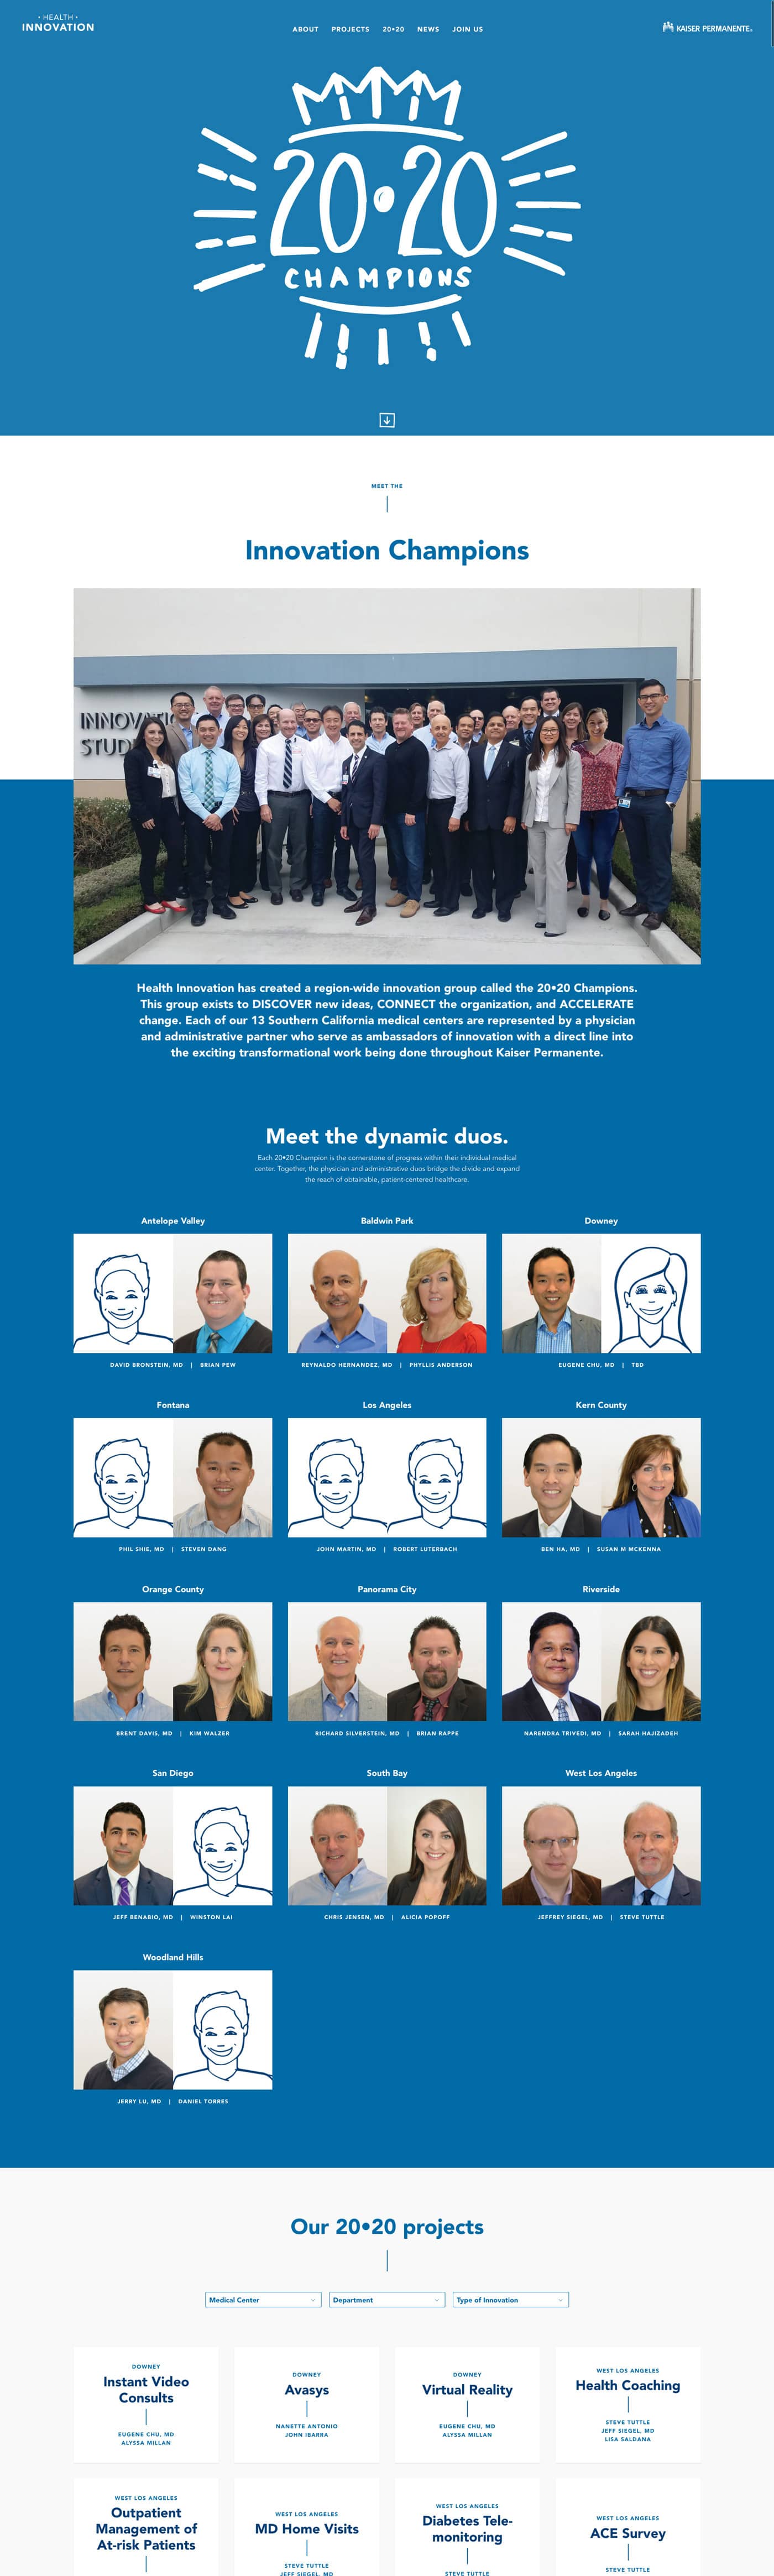 • HEALTH •
INNOVATION
ABOUT PROJECTS 20•20 NEWS JOIN US
KAISER PERMANENTE®
20•20
CHAMPIONS
MEET THE
Innovation Champions
INNOVATI
STUD
Health Innovation has created a region-wide innovation group called the 20•20 Champions.
This group exists to DISCOVER new ideas, CONNECT the organization, and ACCELERATE
change. Each of our 13 Southern California medical centers are represented by a physician
and administrative partner who serve as ambassadors of innovation with a direct line into
the exciting transformational work being done throughout Kaiser Permanente.
Meet the dynamic duos.
Each 20•20 Champion is the cornerstone of progress within their individual medical
center. Together, the physician and administrative duos bridge the divide and expand
the reach of obtainable, patient-centered healthcare.
Antelope Valley
DAVID BRONSTEIN, MD | BRIAN PEW
Baldwin Park
REYNALDO HERNANDEZ, MD | PHYLLIS ANDERSON
Downey
EUGENE CHU, MD | TBD
Fontana
PHIL SHIE, MD | STEVEN DANG
Los Angeles
JOHN MARTIN, MD | ROBERT LUTERBACH
Kern County
BEN HA, MD | SUSAN M MCKENNA
Orange County
BRENT DAVIS, MD | KIM WALZER
Panorama City
RICHARD SILVERSTEIN, MD | BRIAN RAPPE
Riverside
NARENDRA TRIVEDI, MD | SARAH HAJIZADEH
San Diego
JEFF BENABIO, MD | WINSTON LAI
South Bay
CHRIS JENSEN, MD | ALICIA POPOFF
West Los Angeles
JEFFREY SIEGEL, MD | STEVE TUTTLE
Woodland Hills
JERRY LU, MD | DANIEL TORRES
Our 20•20 projects
Medical Center
Department
Type of Innovation
DOWNEY
Instant Video
Consults
EUGENE CHU, MD
ALYSSA MILLAN
DOWNEY
Avasys
NANETTE ANTONIO
JOHN IBARRA
DOWNEY
Virtual Reality
EUGENE CHU, MD
ALYSSA MILLAN
WEST LOS ANGELES
Health Coaching
STEVE TUTTLE
JEFF SIEGEL, MD
LISA SALDANA
WEST LOS ANGELES
Outpatient
Management of
At-risk Patients
WEST LOS ANGELES
MD Home Visits
STEVE TUTTLE
JEFF SIEGEL, MD
WEST LOS ANGELES
Diabetes Tele-
monitoring
STEVE TUTTLE
WEST LOS ANGELES
ACE Survey
STEVE TUTTLE